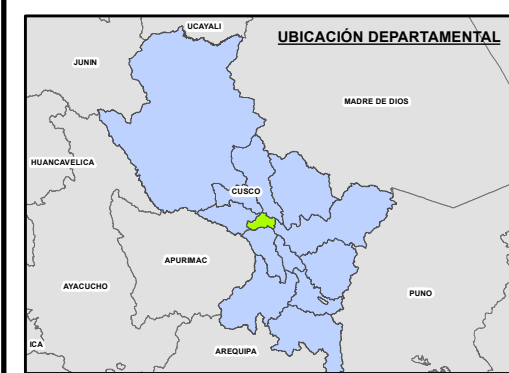 UCAYALI
UBICACIÓN DEPARTAMENTAL
JUNIN
MADRE DE DIOS
HUANCAVELICA
CUSCO
APURIMAC
AYACUCHO
PUNO
ICA
AREQUIPA